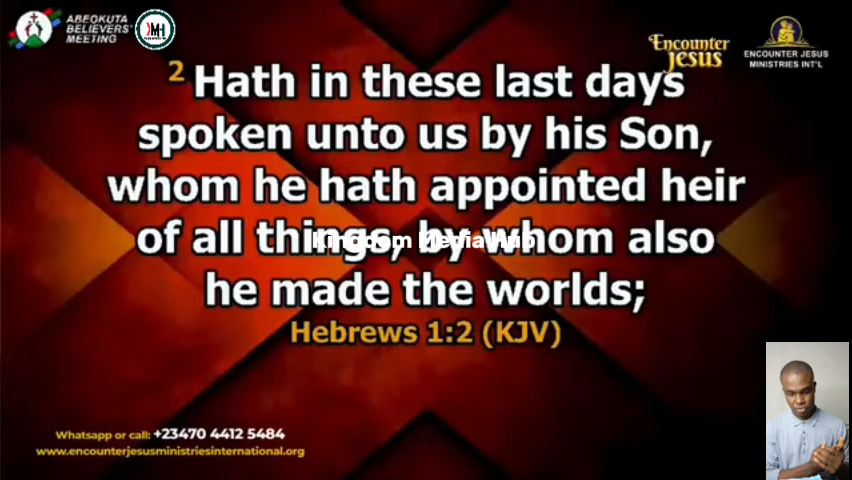 ABEOKUTA
BELIEVERS'
MEETING
KMH
Encounter
Jesus
ENCOUNTER JESUS
MINISTRIES INT'L
2 Hath in these last days
spoken unto us by his Son,
whom he hath appointed heir
of all things, by whom also
Kingdom Media Hub
he made the worlds;
Hebrews 1:2 (KJV)
Whatsapp or call: +23470 4412 5484
www.encounterjesusministriesinternational.org